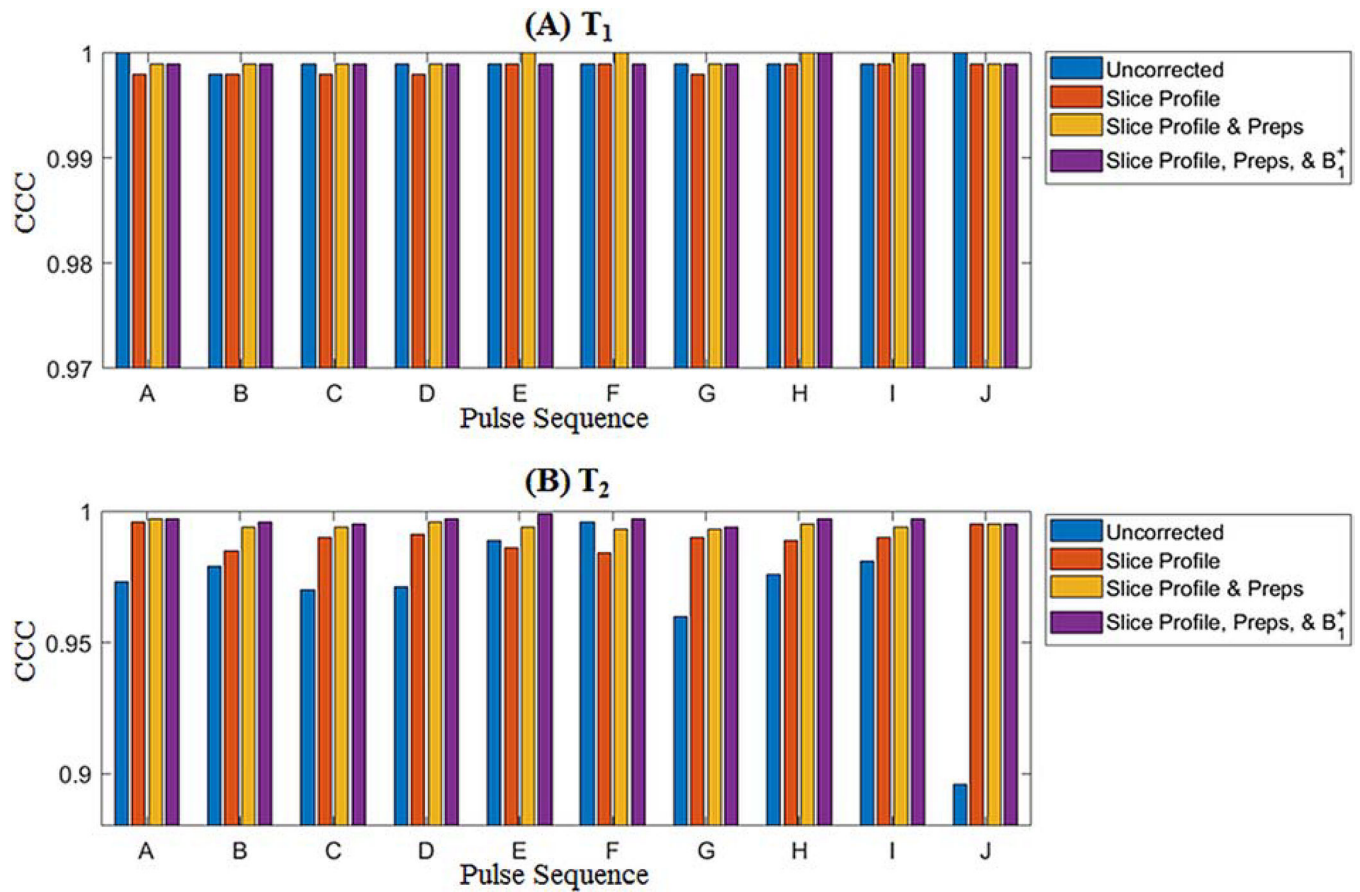 (A) T₁
1
0.99
0.98
0.97
CCC
A B C D E F G H I J
Pulse Sequence
Uncorrected
Slice Profile
Slice Profile & Preps
Slice Profile, Preps, & B₁⁺
(B) T₂
1
0.95
0.9
CCC
A B C D E F G H I J
Pulse Sequence
Uncorrected
Slice Profile
Slice Profile & Preps
Slice Profile, Preps, & B₁⁺